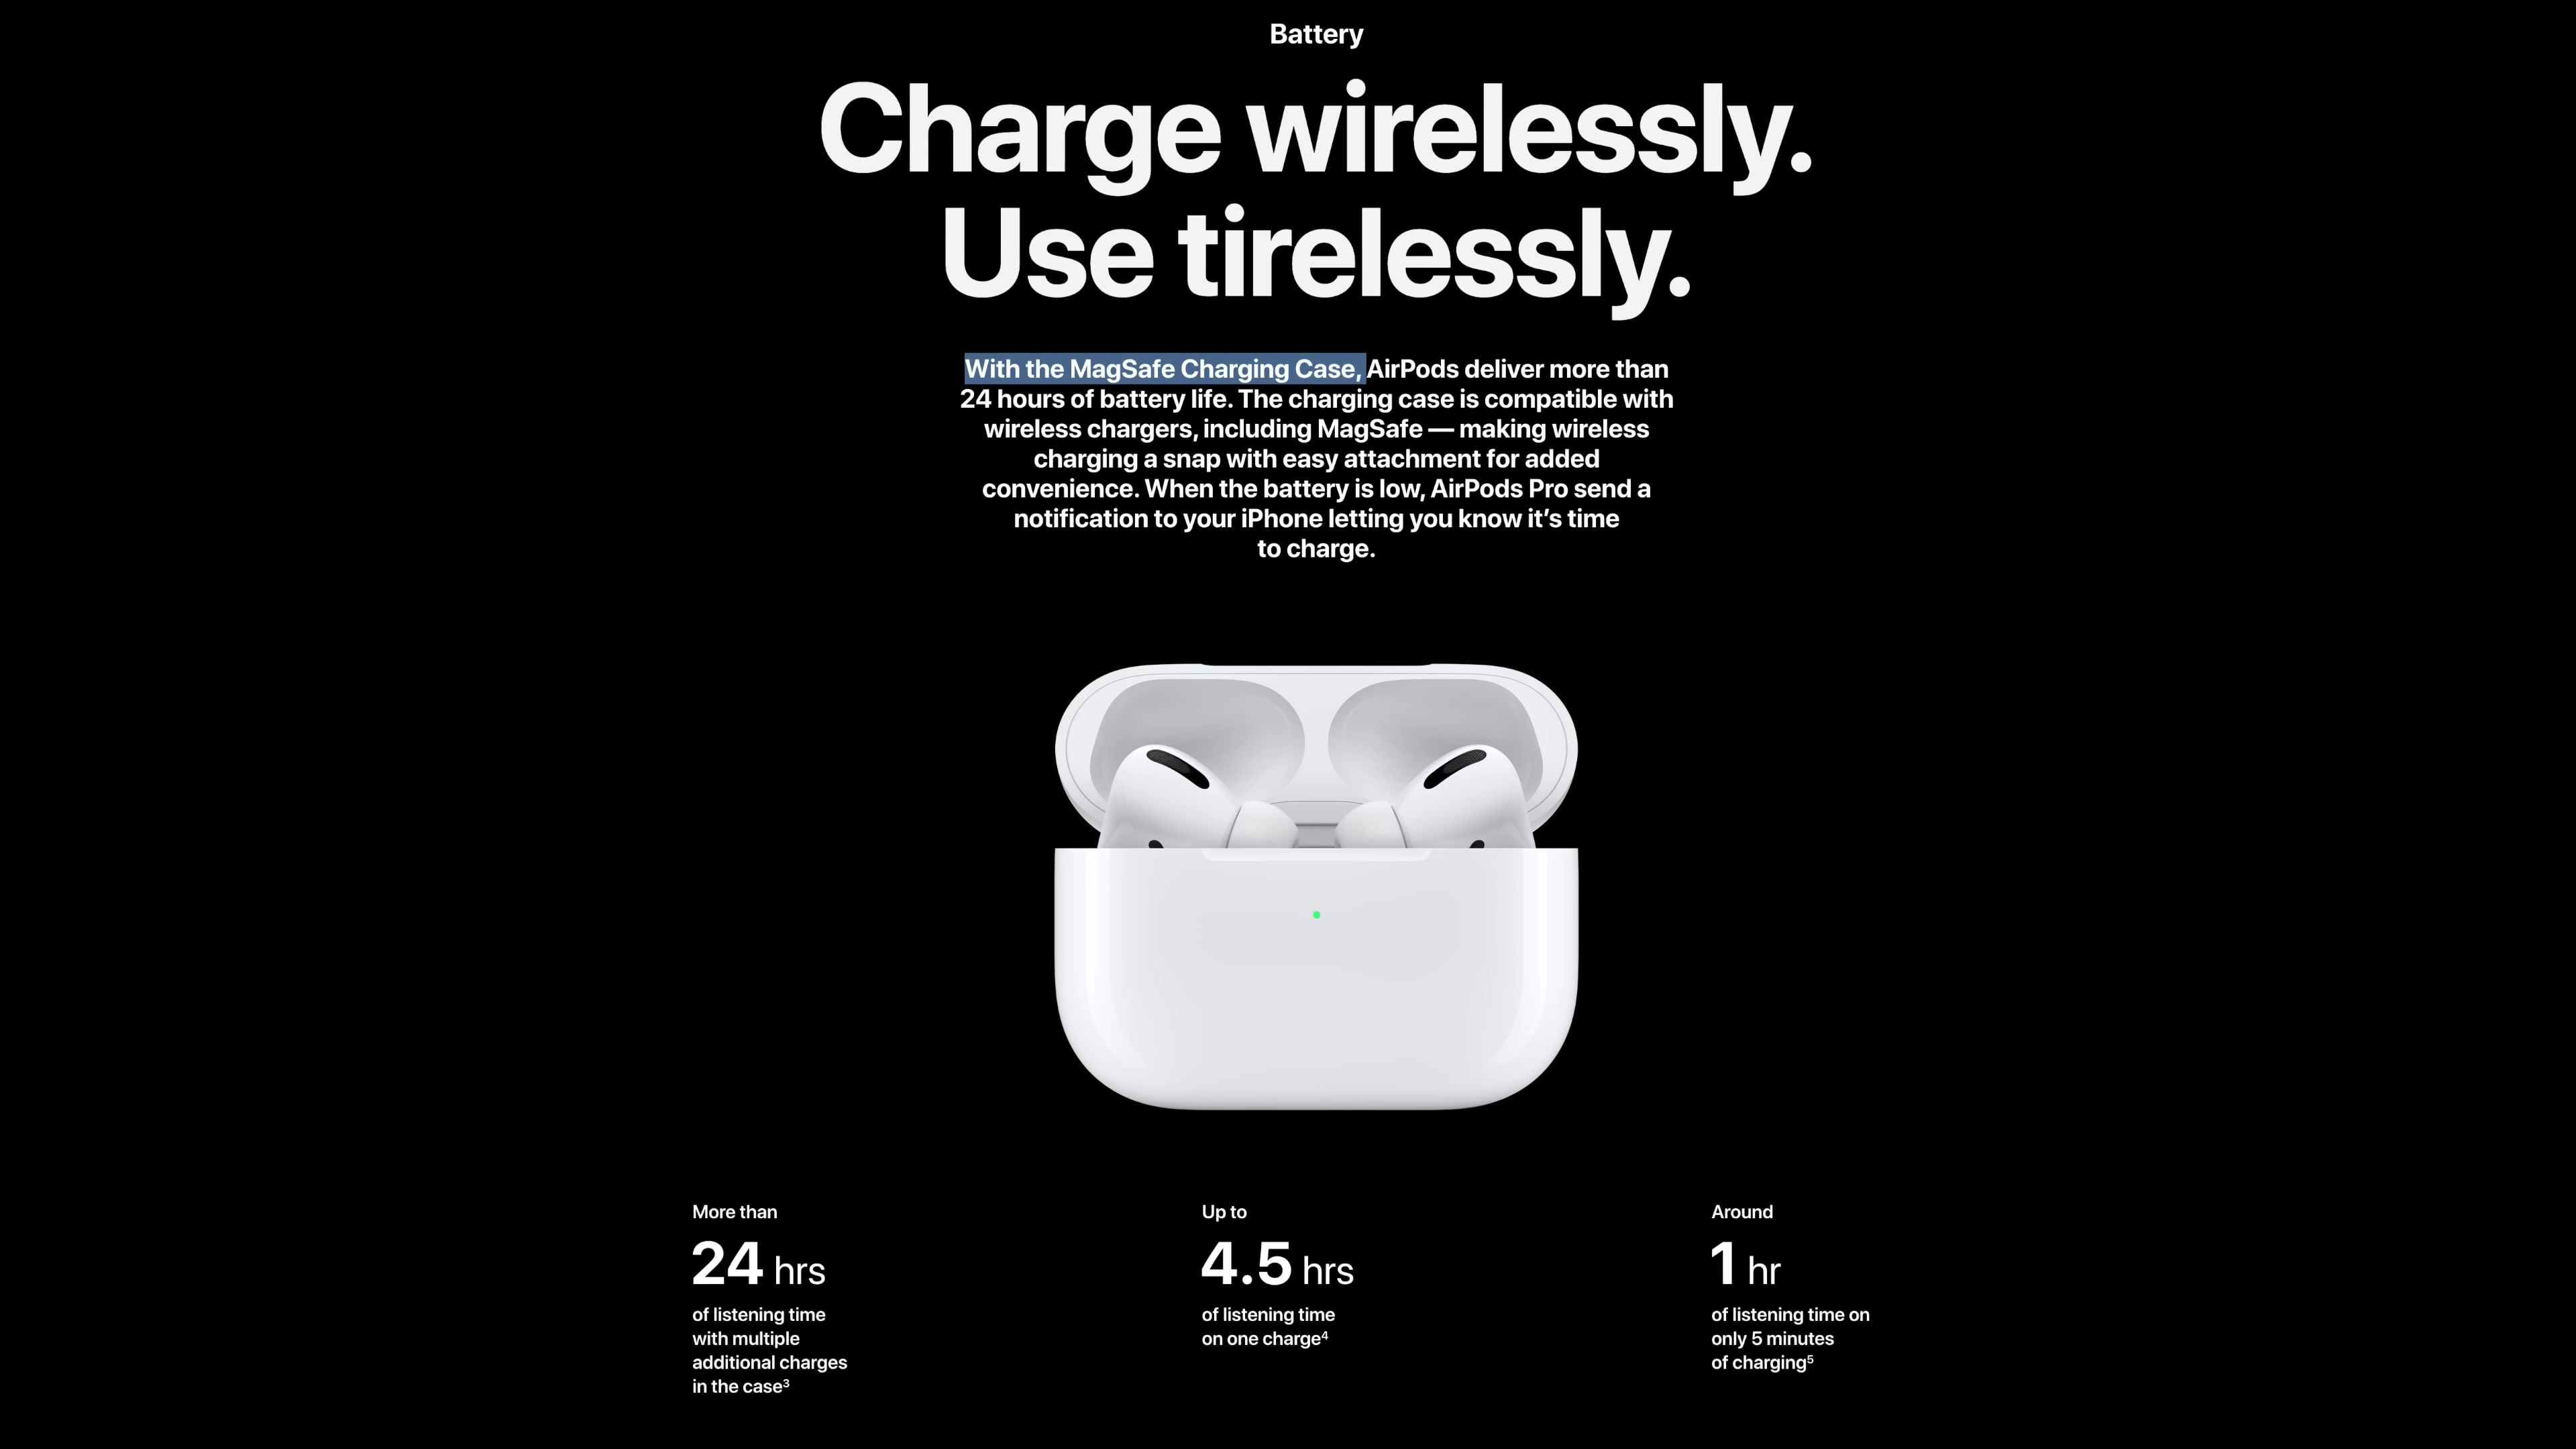 Battery
Charge wirelessly.
Use tirelessly.
With the MagSafe Charging Case, AirPods deliver more than
24 hours of battery life. The charging case is compatible with
wireless chargers, including MagSafe — making wireless
charging a snap with easy attachment for added
convenience. When the battery is low, AirPods Pro send a
notification to your iPhone letting you know it’s time
to charge.
More than
24 hrs
of listening time
with multiple
additional charges
in the case³
Up to
4.5 hrs
of listening time
on one charge⁴
Around
1 hr
of listening time on
only 5 minutes
of charging⁵